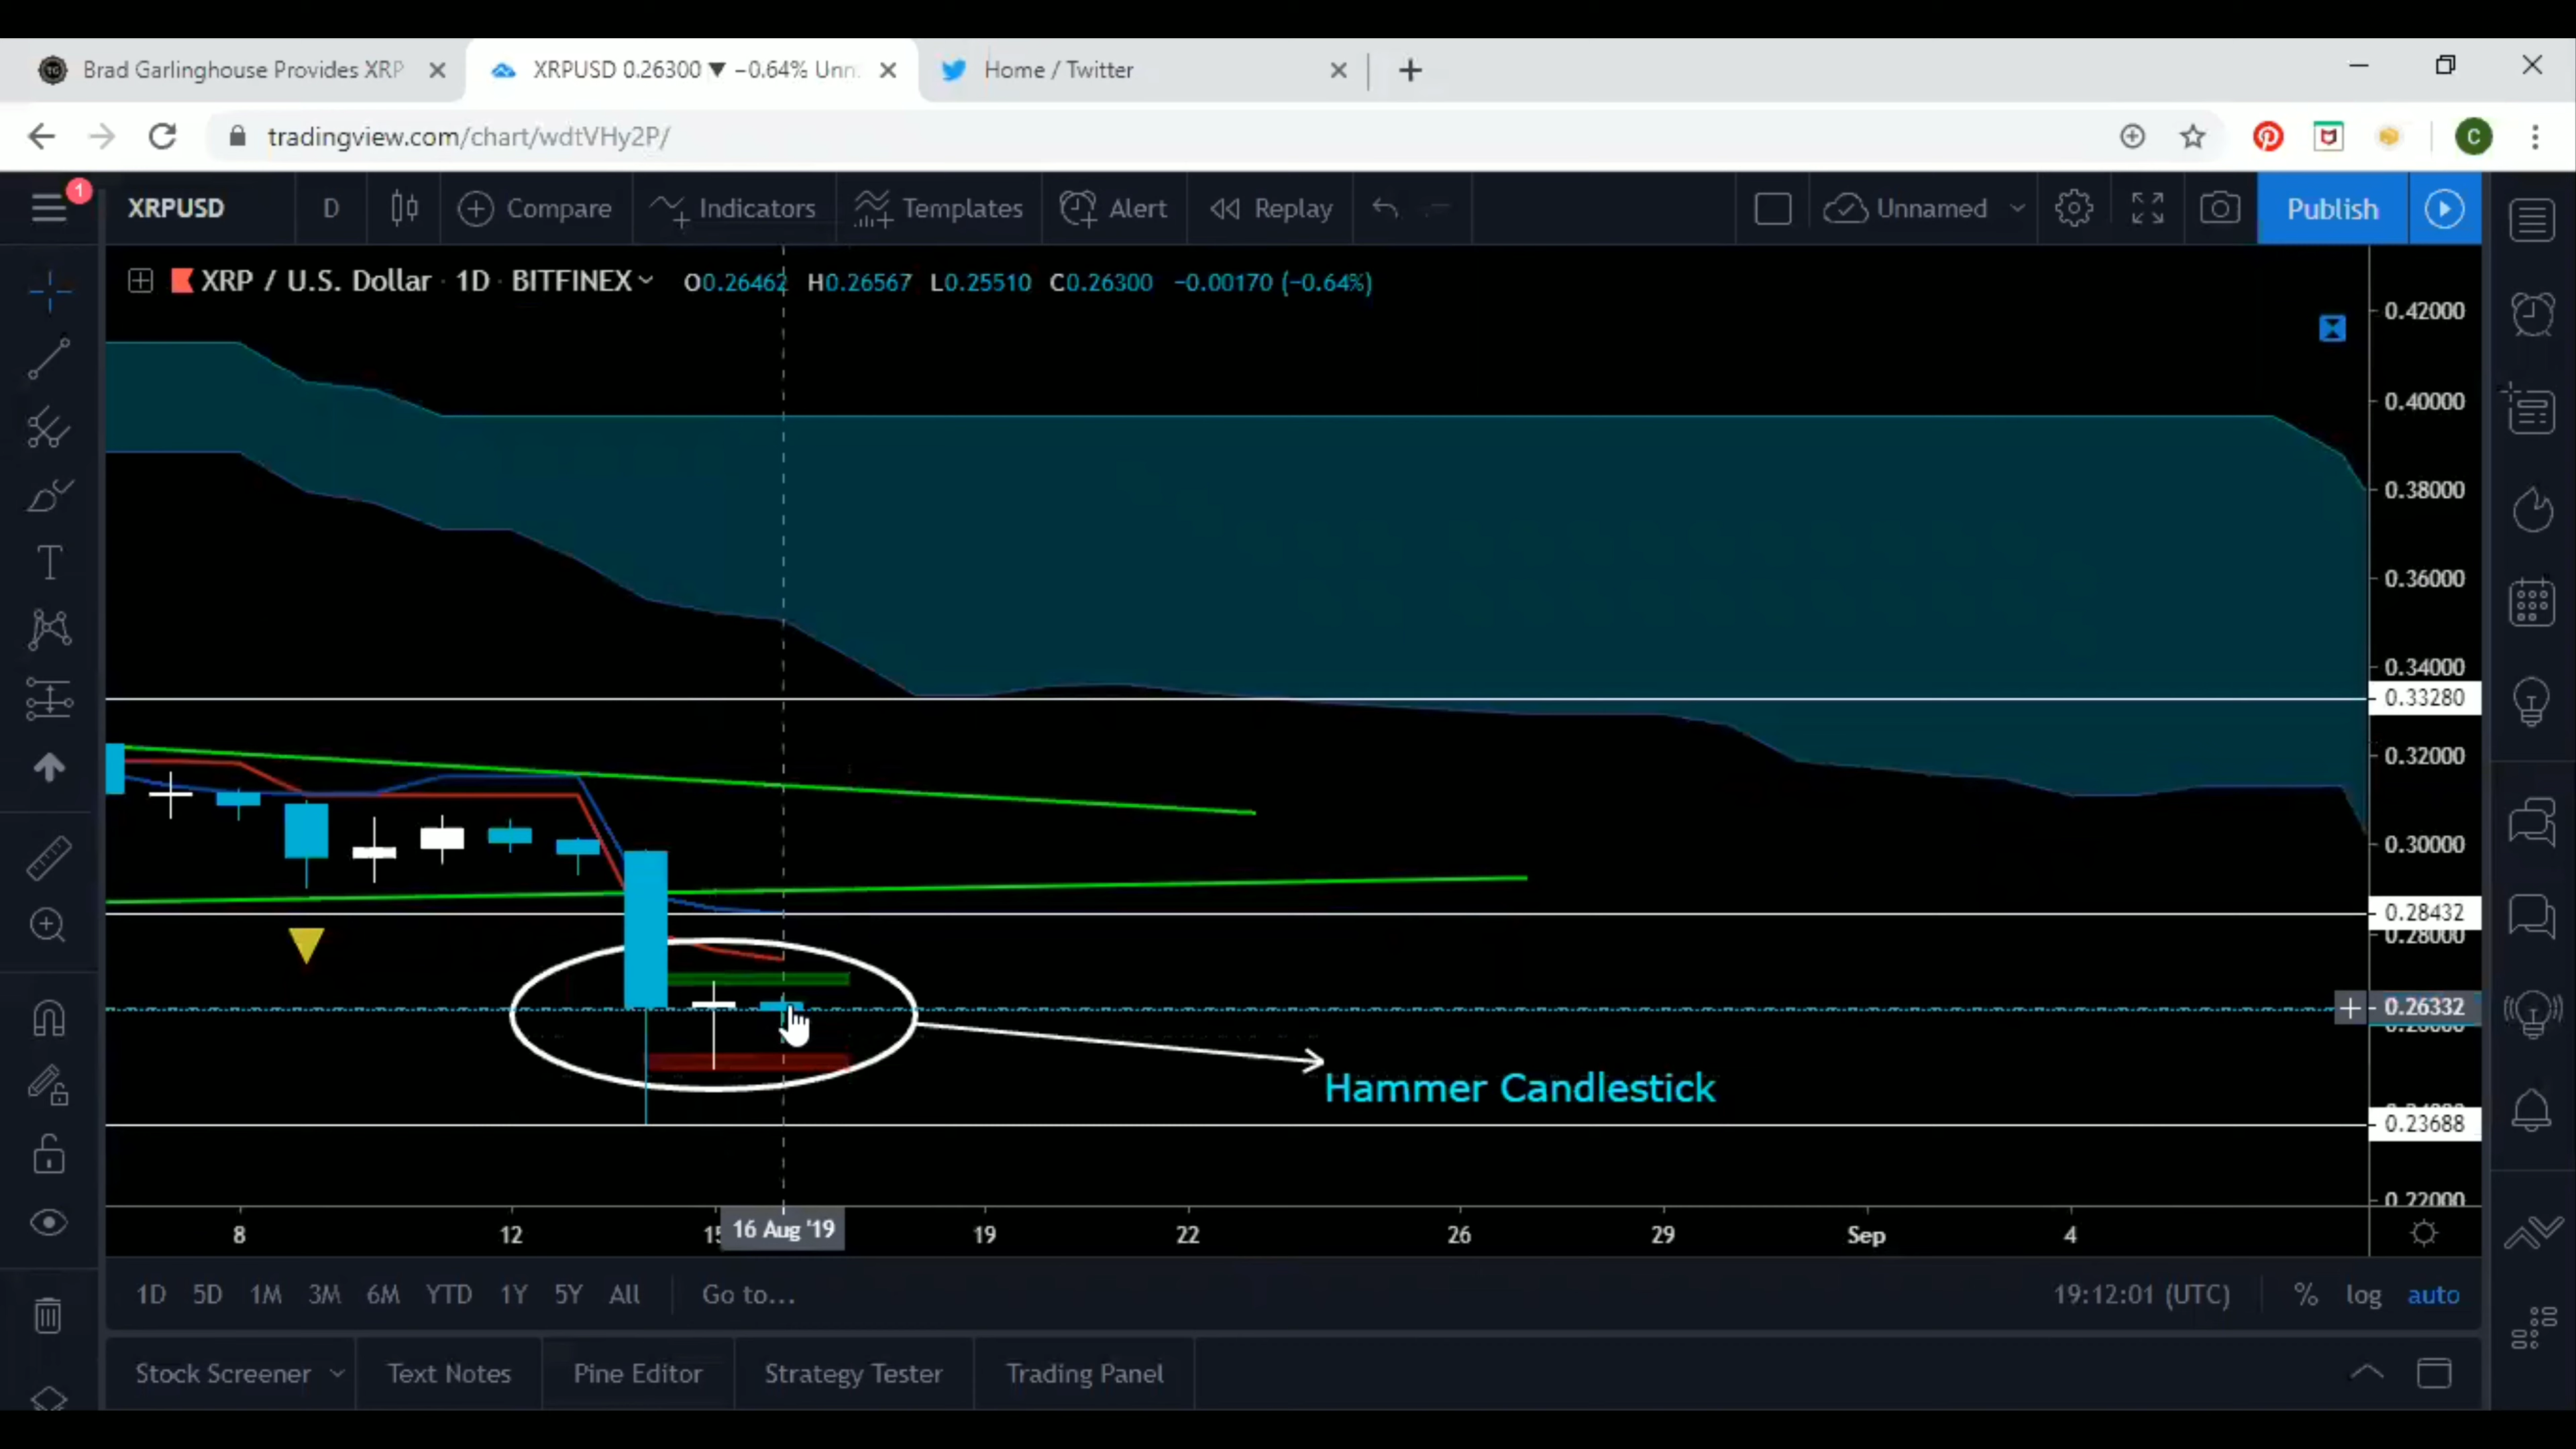 Brad Garlinghouse Provides XRP
XRPUSD 0.26300 ▼ −0.64% Unn
Home / Twitter
tradingview.com/chart/wdtVHy2P/
C
1
XRPUSD
D
Compare
Indicators
Templates
Alert
Replay
Unnamed
Publish
XRP / U.S. Dollar · 1D · BITFINEX
O0.26462 H0.26567 L0.25510 C0.26300 −0.00170 (−0.64%)
0.42000
0.40000
0.38000
0.36000
0.34000
0.33280
0.32000
0.30000
0.28432
0.28000
0.26332
Hammer Candlestick
0.23688
0.22000
8
12
15
16 Aug '19
19
22
26
29
Sep
4
1D 5D 1M 3M 6M YTD 1Y 5Y All
Go to...
19:12:01 (UTC)
% log auto
Stock Screener
Text Notes
Pine Editor
Strategy Tester
Trading Panel